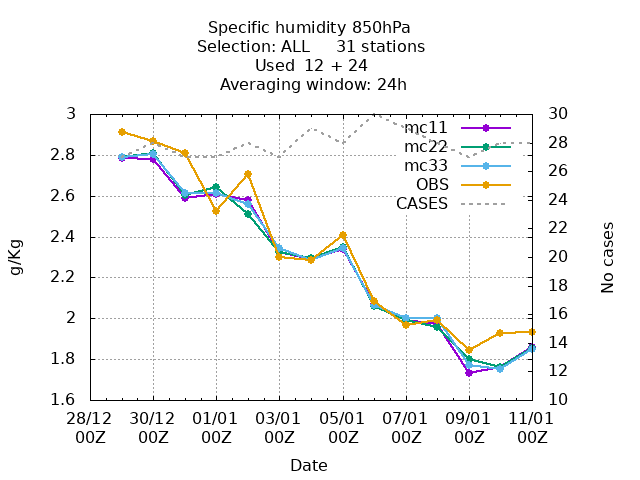 Specific humidity 850hPa
Selection: ALL 31 stations
Used 12 + 24
Averaging window: 24h
g/Kg
3
2.8
2.6
2.4
2.2
2
1.8
1.6
mc11
mc22
mc33
OBS
CASES
30
28
26
24
22
20
18
16
14
12
10
No cases
28/12 30/12 01/01 03/01 05/01 07/01 09/01 11/01
00Z 00Z 00Z 00Z 00Z 00Z 00Z 00Z
Date